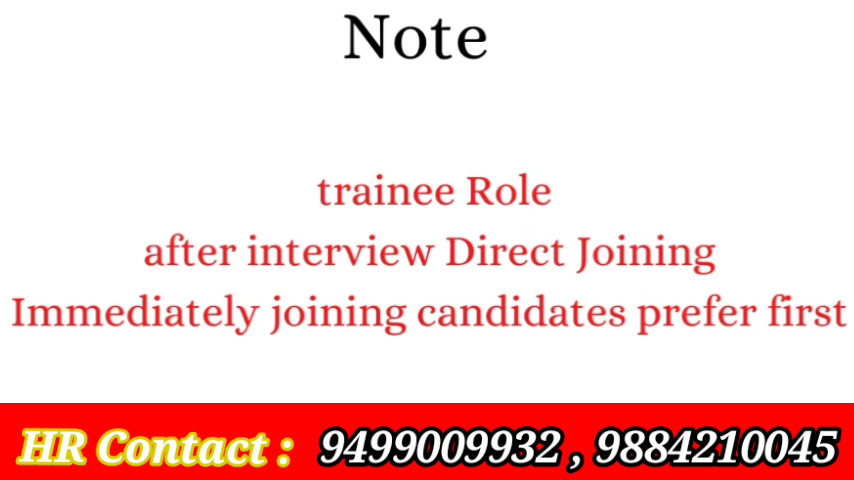 Note
trainee Role
after interview Direct Joining
Immediately joining candidates prefer first
HR Contact : 9499009932 , 9884210045